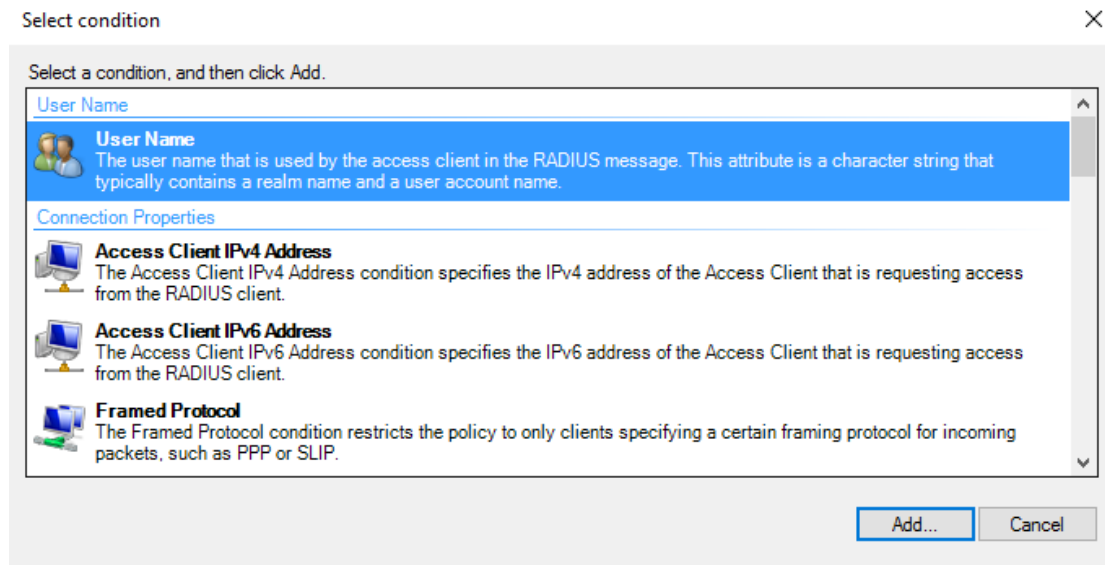 Select condition
Select a condition, and then click Add.
User Name
User Name
The user name that is used by the access client in the RADIUS message. This attribute is a character string that
typically contains a realm name and a user account name.
Connection Properties
Access Client IPv4 Address
The Access Client IPv4 Address condition specifies the IPv4 address of the Access Client that is requesting access
from the RADIUS client.
Access Client IPv6 Address
The Access Client IPv6 Address condition specifies the IPv6 address of the Access Client that is requesting access
from the RADIUS client.
Framed Protocol
The Framed Protocol condition restricts the policy to only clients specifying a certain framing protocol for incoming
packets, such as PPP or SLIP.
Add... Cancel